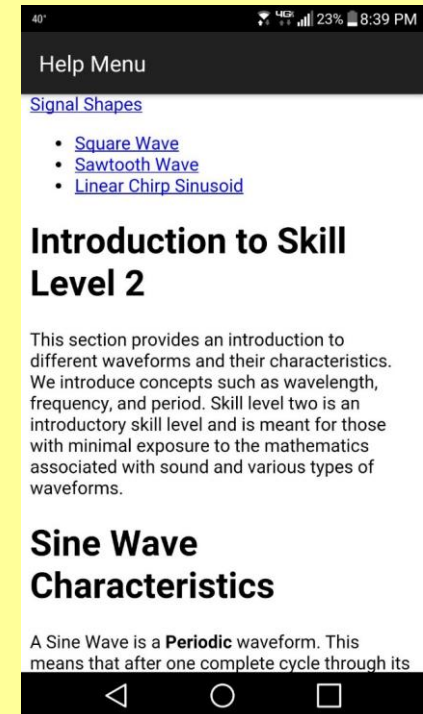 40° 4G 23% 8:39 PM
Help Menu
Signal Shapes
• Square Wave
• Sawtooth Wave
• Linear Chirp Sinusoid
Introduction to Skill
Level 2
This section provides an introduction to
different waveforms and their characteristics.
We introduce concepts such as wavelength,
frequency, and period. Skill level two is an
introductory skill level and is meant for those
with minimal exposure to the mathematics
associated with sound and various types of
waveforms.
Sine Wave
Characteristics
A Sine Wave is a Periodic waveform. This
means that after one complete cycle through its